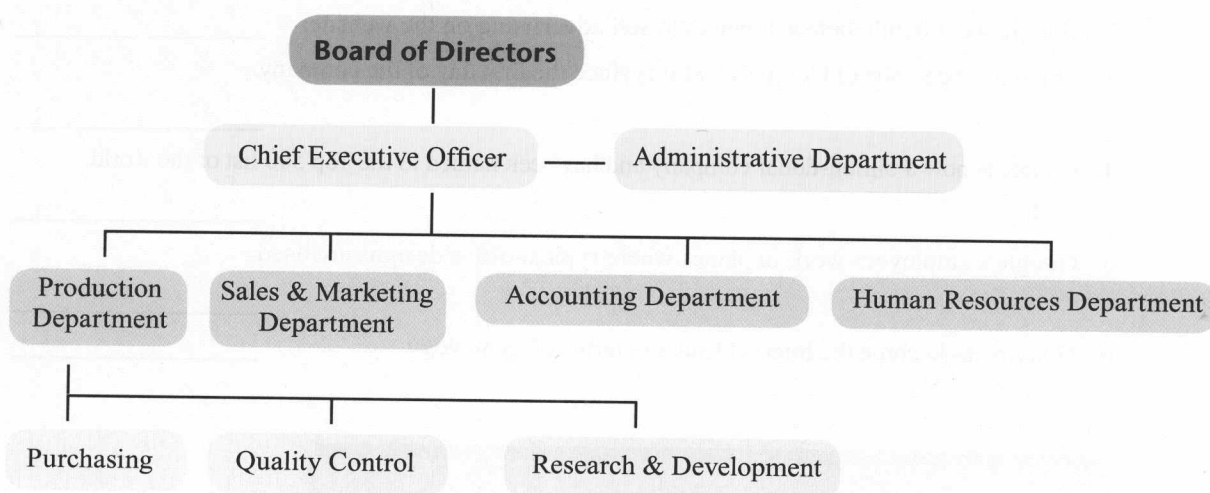 Board of Directors
Chief Executive Officer
Administrative Department
Production
Department
Sales & Marketing
Department
Accounting Department
Human Resources Department
Purchasing
Quality Control
Research & Development